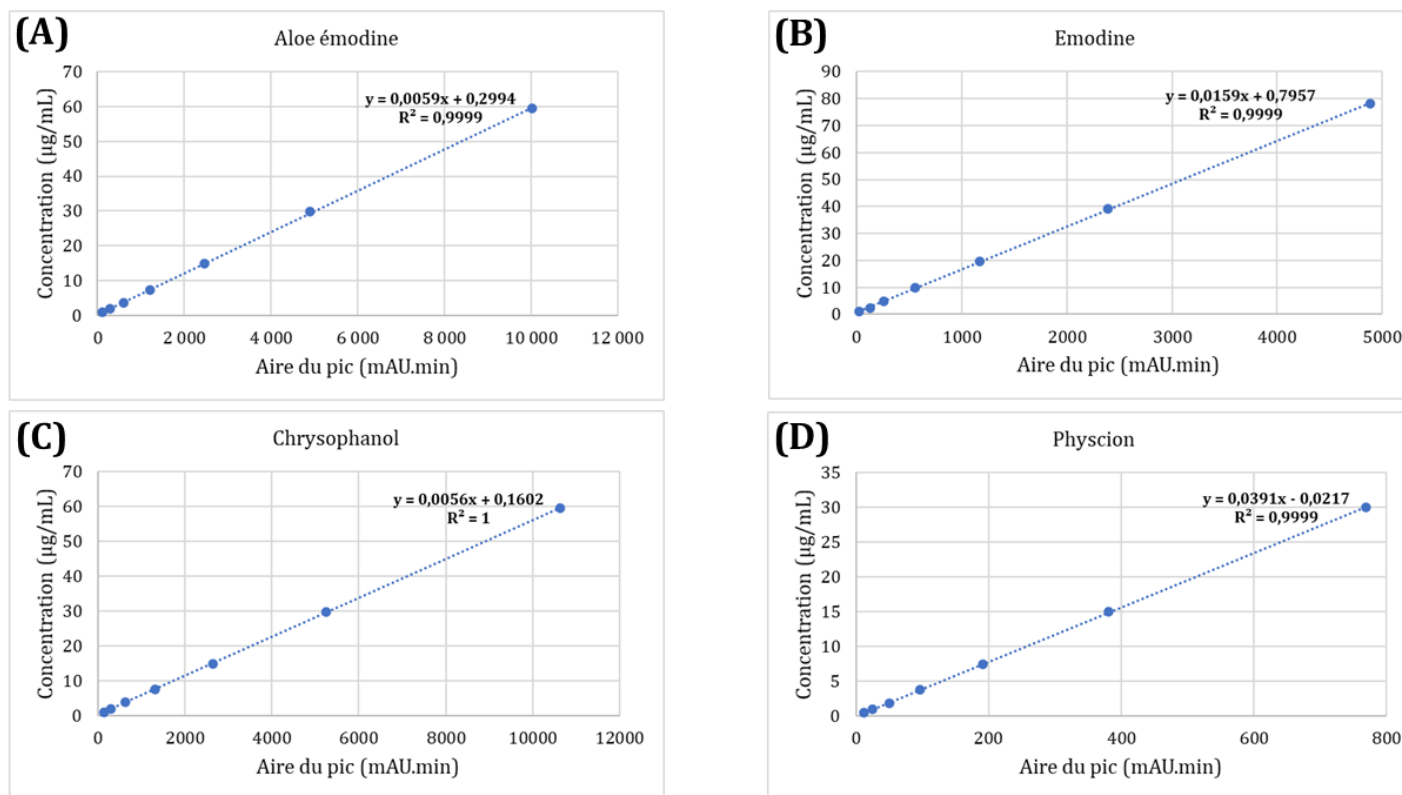 (A)
Aloe émodine
y = 0,0059x + 0,2994
R² = 0,9999
Concentration (µg/mL)
70
60
50
40
30
20
10
0
0 2 000 4 000 6 000 8 000 10 000 12 000
Aire du pic (mAU.min)
(B)
Emodine
y = 0,0159x + 0,7957
R² = 0,9999
Concentration (µg/mL)
90
80
70
60
50
40
30
20
10
0
0 1000 2000 3000 4000 5000
Aire du pic (mAU.min)
(C)
Chrysophanol
y = 0,0056x + 0,1602
R² = 1
Concentration (µg/mL)
70
60
50
40
30
20
10
0
0 2000 4000 6000 8000 10000 12000
Aire du pic (mAU.min)
(D)
Physcion
y = 0,0391x - 0,0217
R² = 0,9999
Concentration (µg/mL)
35
30
25
20
15
10
5
0
0 200 400 600 800
Aire du pic (mAU.min)